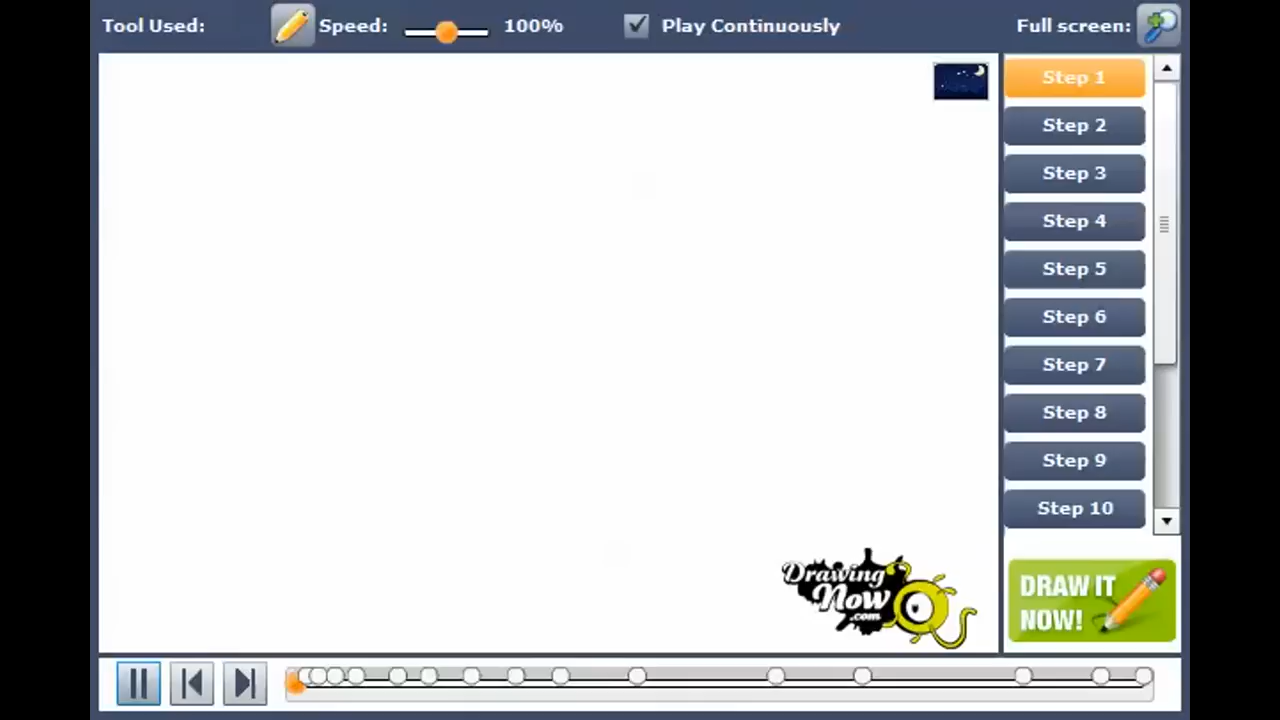 Tool Used: Speed: 100% Play Continuously Full screen:
Step 1
Step 2
Step 3
Step 4
Step 5
Step 6
Step 7
Step 8
Step 9
Step 10
Drawing
Now
.com
DRAW IT
NOW!